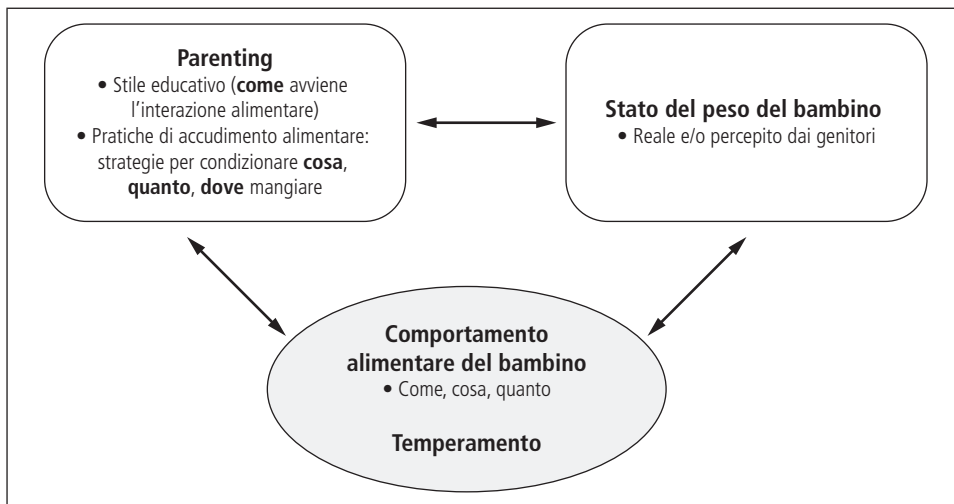 Parenting
• Stile educativo (come avviene
l'interazione alimentare)
• Pratiche di accudimento alimentare:
strategie per condizionare cosa,
quanto, dove mangiare
Stato del peso del bambino
• Reale e/o percepito dai genitori
Comportamento
alimentare del bambino
• Come, cosa, quanto
Temperamento